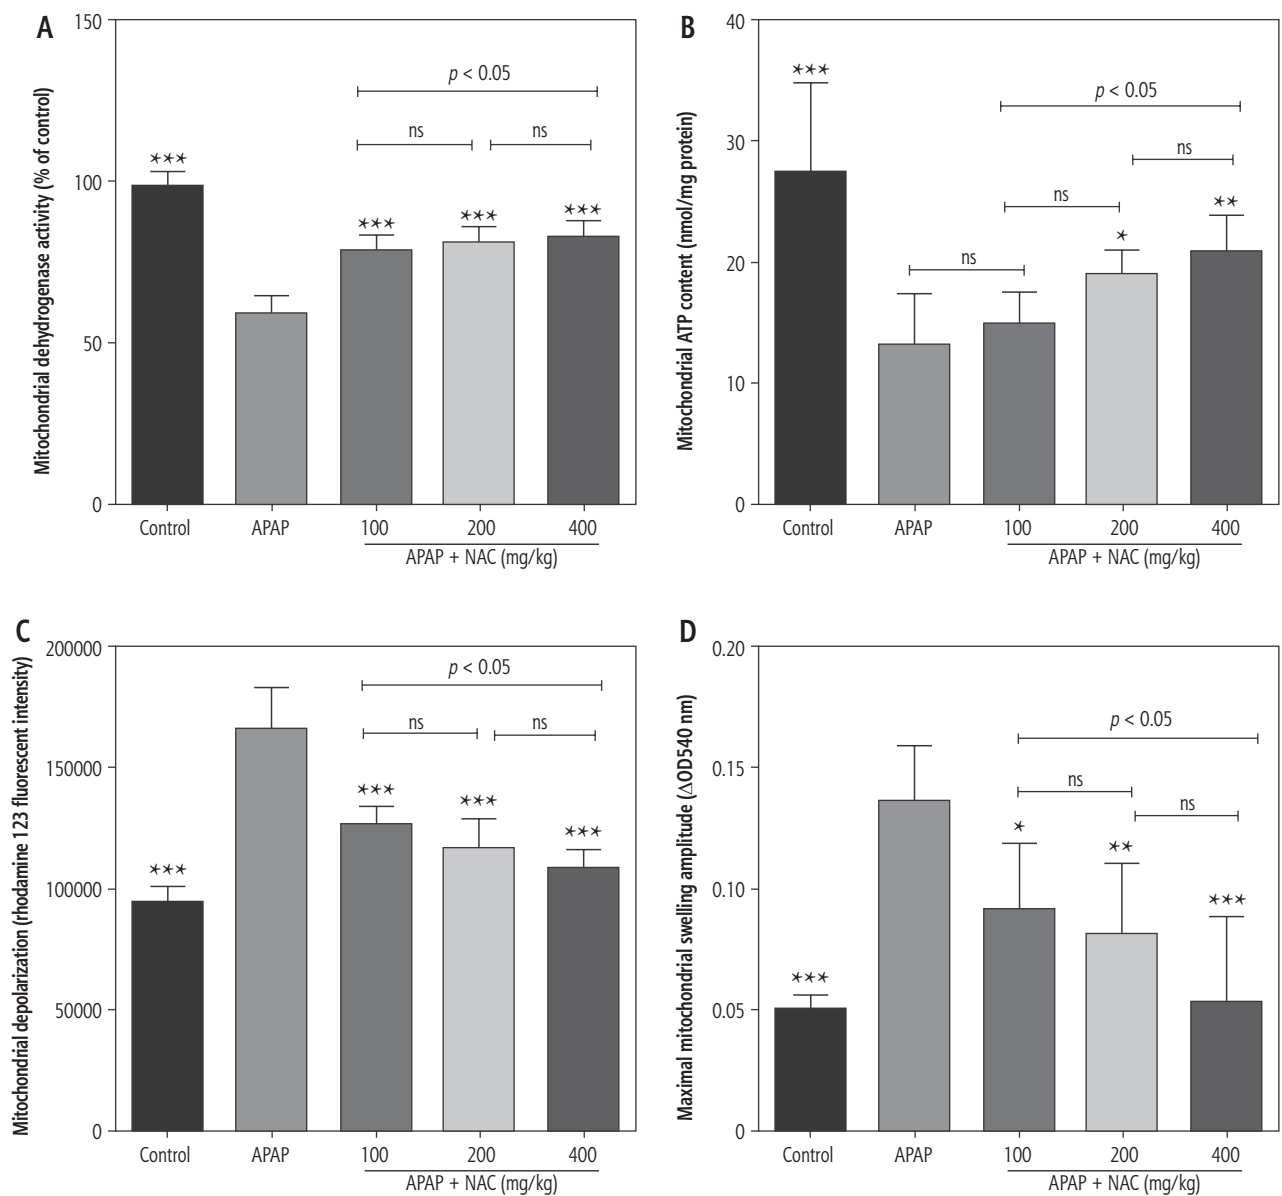 A
Mitochondrial dehydrogenase activity (% of control)
150
100
50
0
p < 0.05
ns
ns
***
***
***
***
Control
APAP
100
200
400
APAP + NAC (mg/kg)
B
Mitochondrial ATP content (nmol/mg protein)
40
30
20
10
0
***
p < 0.05
ns
ns
ns
*
**
Control
APAP
100
200
400
APAP + NAC (mg/kg)
C
Mitochondrial depolarization (rhodamine 123 fluorescent intensity)
200000
150000
100000
50000
0
p < 0.05
ns
ns
***
***
***
***
Control
APAP
100
200
400
APAP + NAC (mg/kg)
D
Maximal mitochondrial swelling amplitude (ΔOD540 nm)
0.20
0.15
0.10
0.05
0
p < 0.05
ns
ns
***
*
**
***
Control
APAP
100
200
400
APAP + NAC (mg/kg)